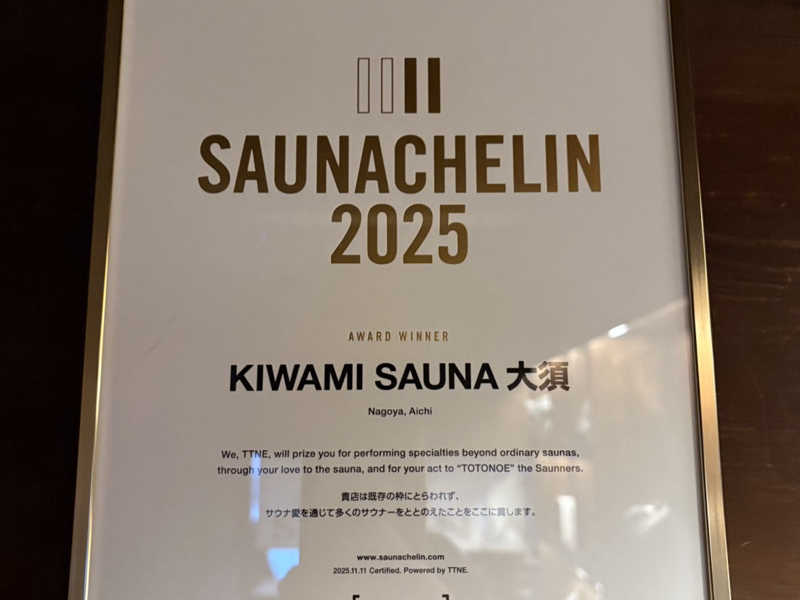 SAUNACHELIN
2025
AWARD WINNER
KIWAMI SAUNA 大須
Nagoya, Aichi
We, TTNE, will prize you for performing specialties beyond ordinary saunas,
through your love to the sauna, and for your act to “TOTONOE” the Saunners.
貴店は既存の枠にとらわれず、
サウナ愛を通じて多くのサウナーをととのえたことをここに賞します。
www.saunachelin.com
2025.11.11 Certified. Powered by TTNE.